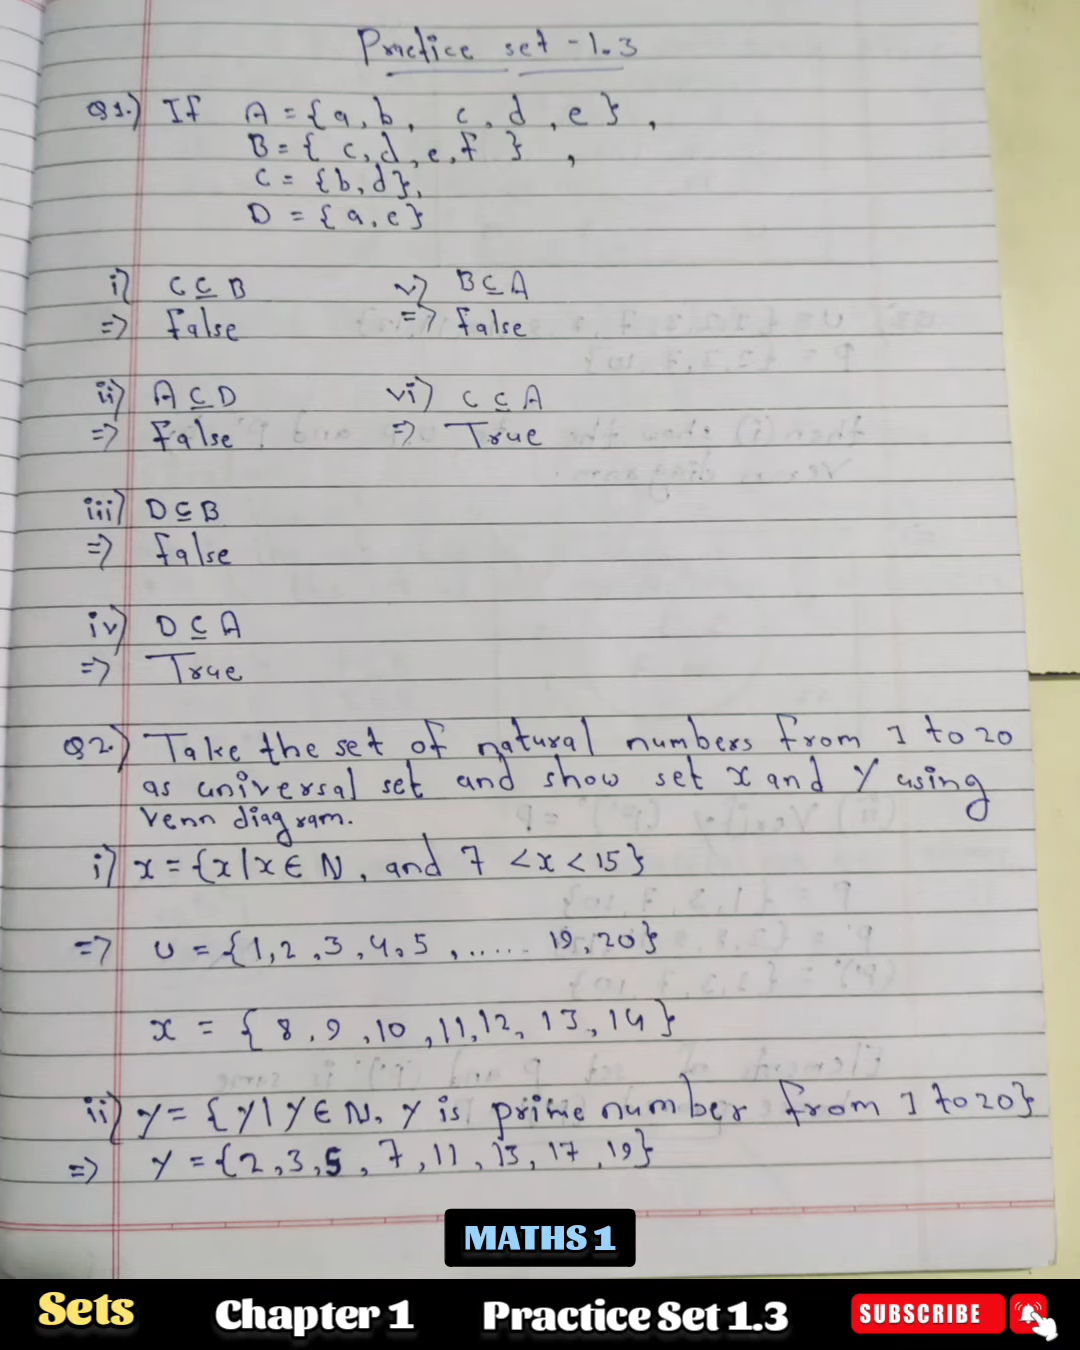 Practice set - 1.3
Q1.) If A = {a, b, c, d, e},
B = { c, d, e, f },
C = {b, d},
D = {a, e}
i) C ⊆ B v) B ⊆ A
=> False => False
ii) A ⊆ D vi) C ⊆ A
=> False => True
iii) D ⊆ B
=> False
iv) D ⊆ A
=> True
Q2.) Take the set of natural numbers from 1 to 20
as universal set and show set x and Y using
Venn diagram.
i) x = {x | x ∈ N, and 7 < x < 15}
=> U = {1, 2, 3, 4, 5, ...... 19, 20}
x = { 8, 9, 10, 11, 12, 13, 14 }
ii) Y = { Y | Y ∈ N, Y is prime number from 1 to 20}
=> Y = {2, 3, 5, 7, 11, 13, 17, 19}
MATHS 1
Sets Chapter 1 Practice Set 1.3 SUBSCRIBE